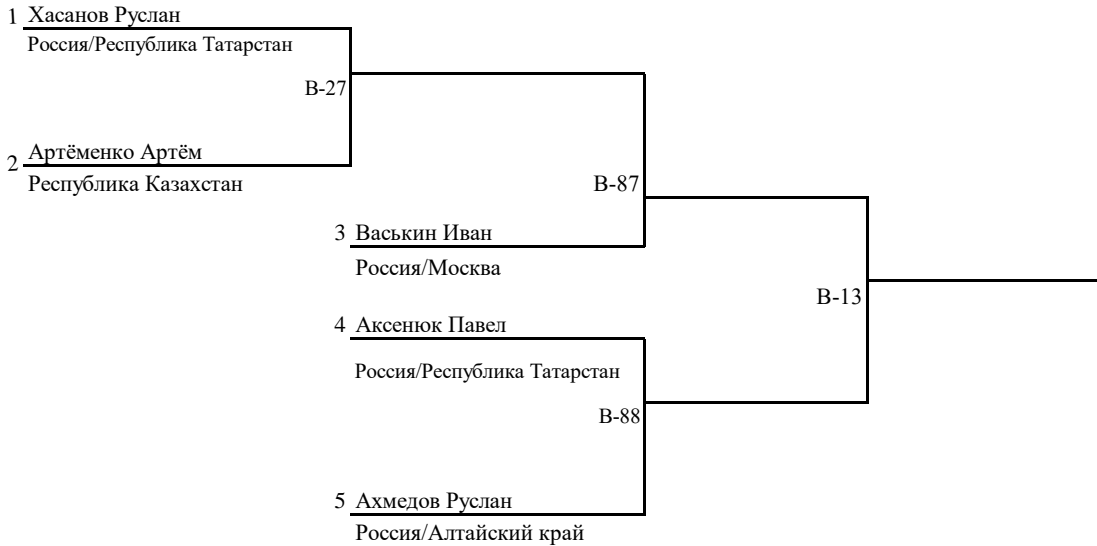 1 Хасанов Руслан
Россия/Республика Татарстан
В-27
2 Артёменко Артём
Республика Казахстан
В-87
3 Васькин Иван
Россия/Москва
В-13
4 Аксенюк Павел
Россия/Республика Татарстан
В-88
5 Ахмедов Руслан
Россия/Алтайский край